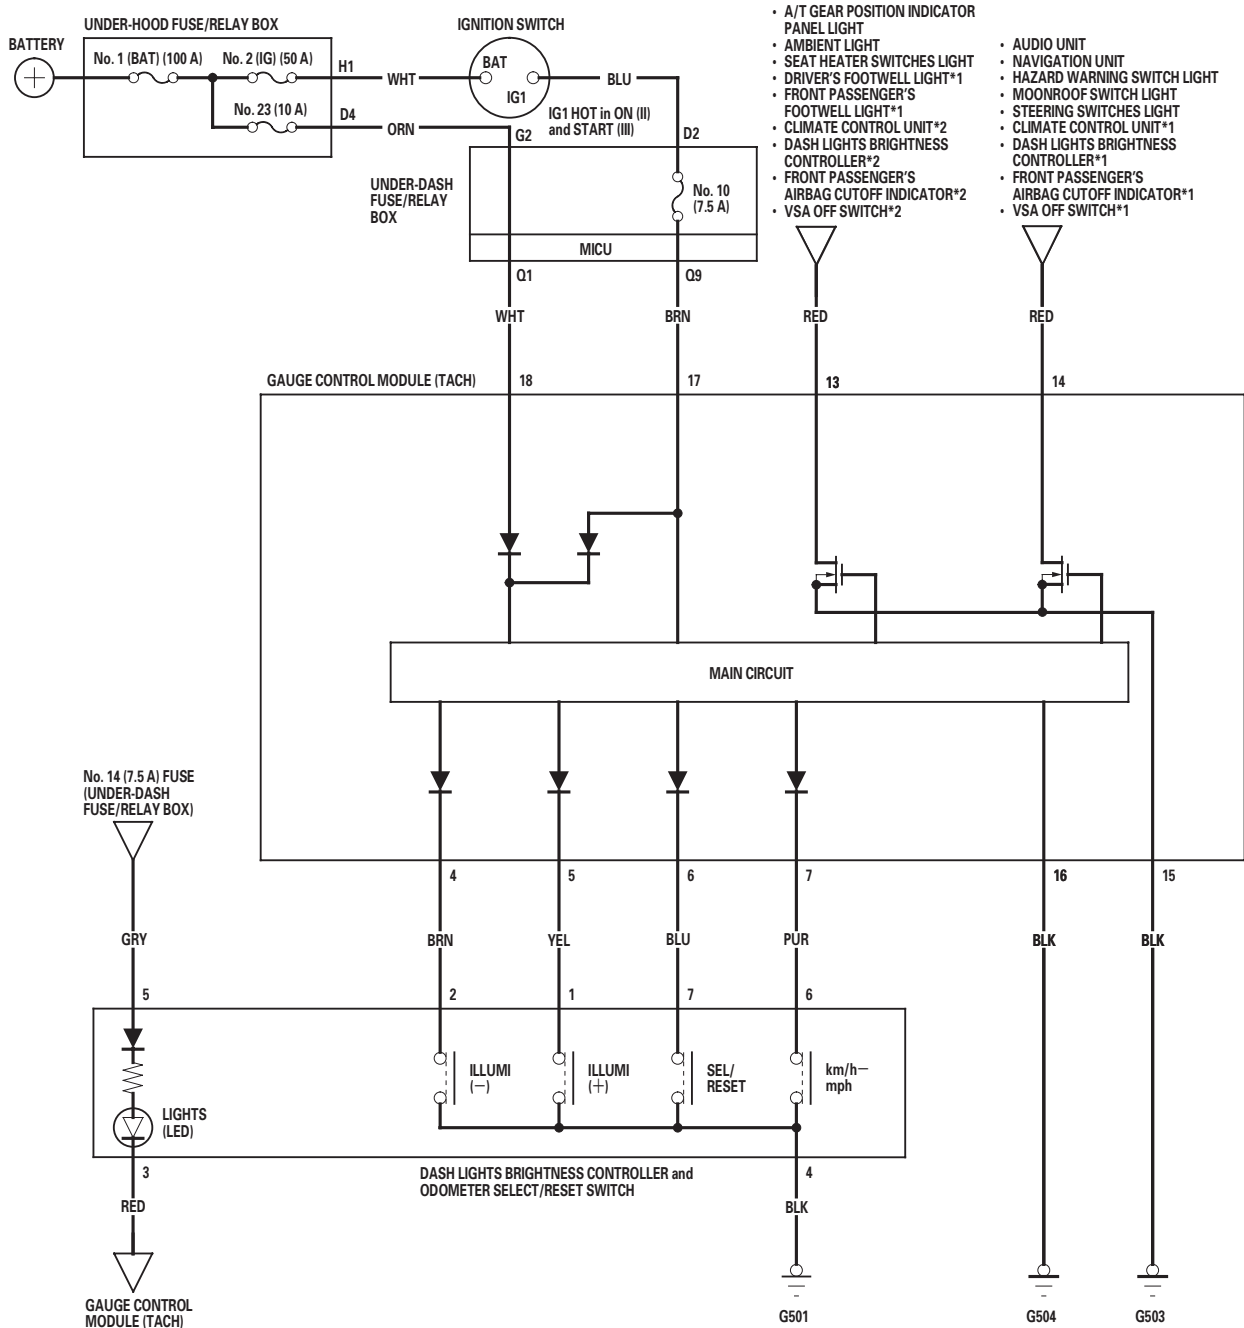 UNDER-HOOD FUSE/RELAY BOX
BATTERY
No. 1 (BAT) (100 A)
No. 2 (IG) (50 A)
No. 23 (10 A)
H1
D4
WHT
ORN
IGNITION SWITCH
BAT
IG1
BLU
IG1 HOT in ON (II)
and START (III)
G2
D2
UNDER-DASH
FUSE/RELAY
BOX
No. 10
(7.5 A)
MICU
Q1
Q9
WHT
BRN
• A/T GEAR POSITION INDICATOR
PANEL LIGHT
• AMBIENT LIGHT
• SEAT HEATER SWITCHES LIGHT
• DRIVER'S FOOTWELL LIGHT*1
• FRONT PASSENGER'S
FOOTWELL LIGHT*1
• CLIMATE CONTROL UNIT*2
• DASH LIGHTS BRIGHTNESS
CONTROLLER*2
• FRONT PASSENGER'S
AIRBAG CUTOFF INDICATOR*2
• VSA OFF SWITCH*2
• AUDIO UNIT
• NAVIGATION UNIT
• HAZARD WARNING SWITCH LIGHT
• MOONROOF SWITCH LIGHT
• STEERING SWITCHES LIGHT
• CLIMATE CONTROL UNIT*1
• DASH LIGHTS BRIGHTNESS
CONTROLLER*1
• FRONT PASSENGER'S
AIRBAG CUTOFF INDICATOR*1
• VSA OFF SWITCH*1
RED
RED
GAUGE CONTROL MODULE (TACH)
18
17
13
14
MAIN CIRCUIT
No. 14 (7.5 A) FUSE
(UNDER-DASH
FUSE/RELAY BOX)
4
5
6
7
16
15
GRY
BRN
YEL
BLU
PUR
BLK
BLK
5
2
1
7
6
ILLUMI
(−)
ILLUMI
(+)
SEL/
RESET
km/h−
mph
LIGHTS
(LED)
3
4
DASH LIGHTS BRIGHTNESS CONTROLLER and
ODOMETER SELECT/RESET SWITCH
RED
BLK
GAUGE CONTROL
MODULE (TACH)
G501
G504
G503